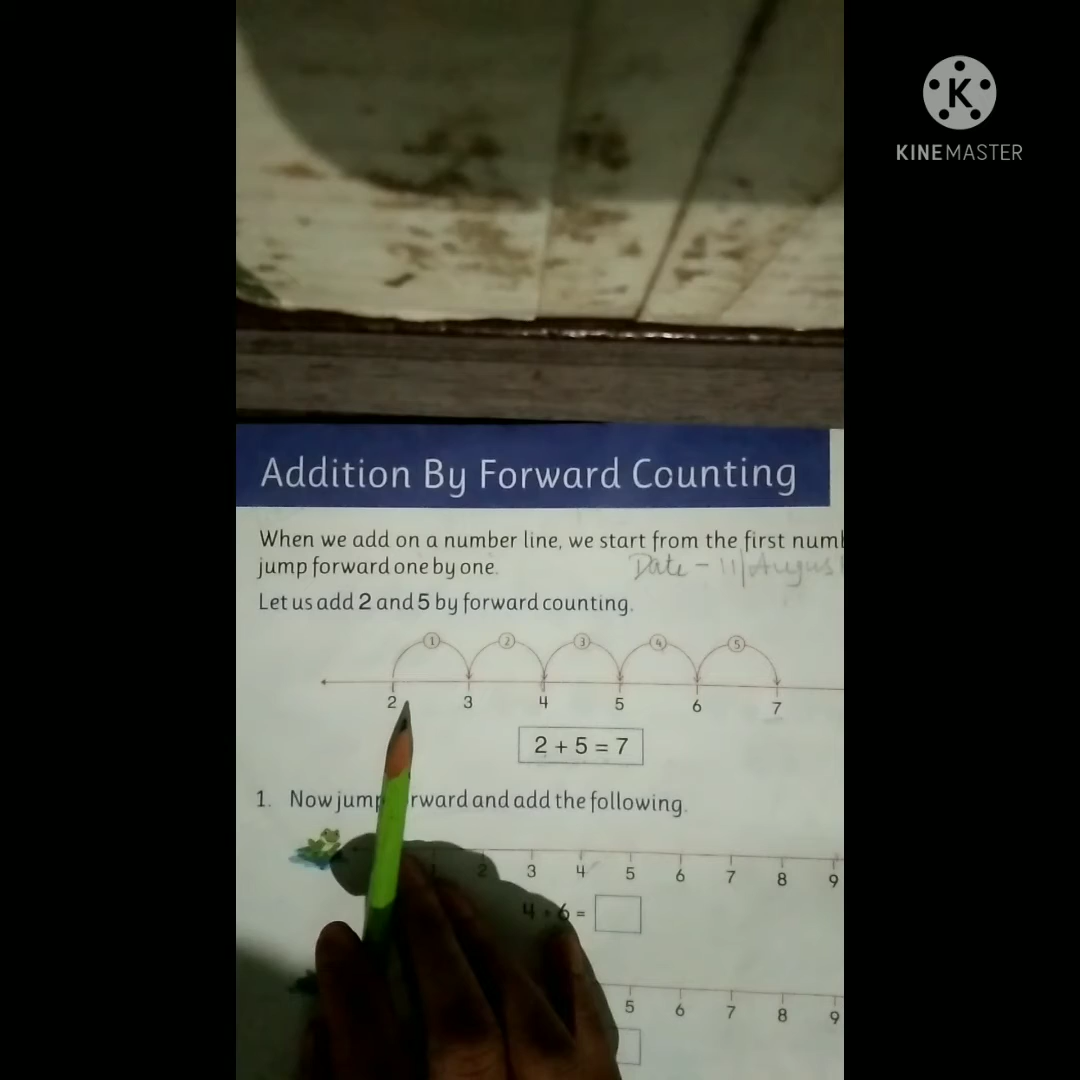 KINEMASTER
Addition By Forward Counting
When we add on a number line, we start from the first
jump forward one by one.
Date - 11/August
Let us add 2 and 5 by forward counting.
1 2 3 4 5
2 3 4 5 6 7
2 + 5 = 7
1. Now jump and add the following.
1 2 3 4 5 6 7 8 9
4 + 6 =
5 6 7 8 9